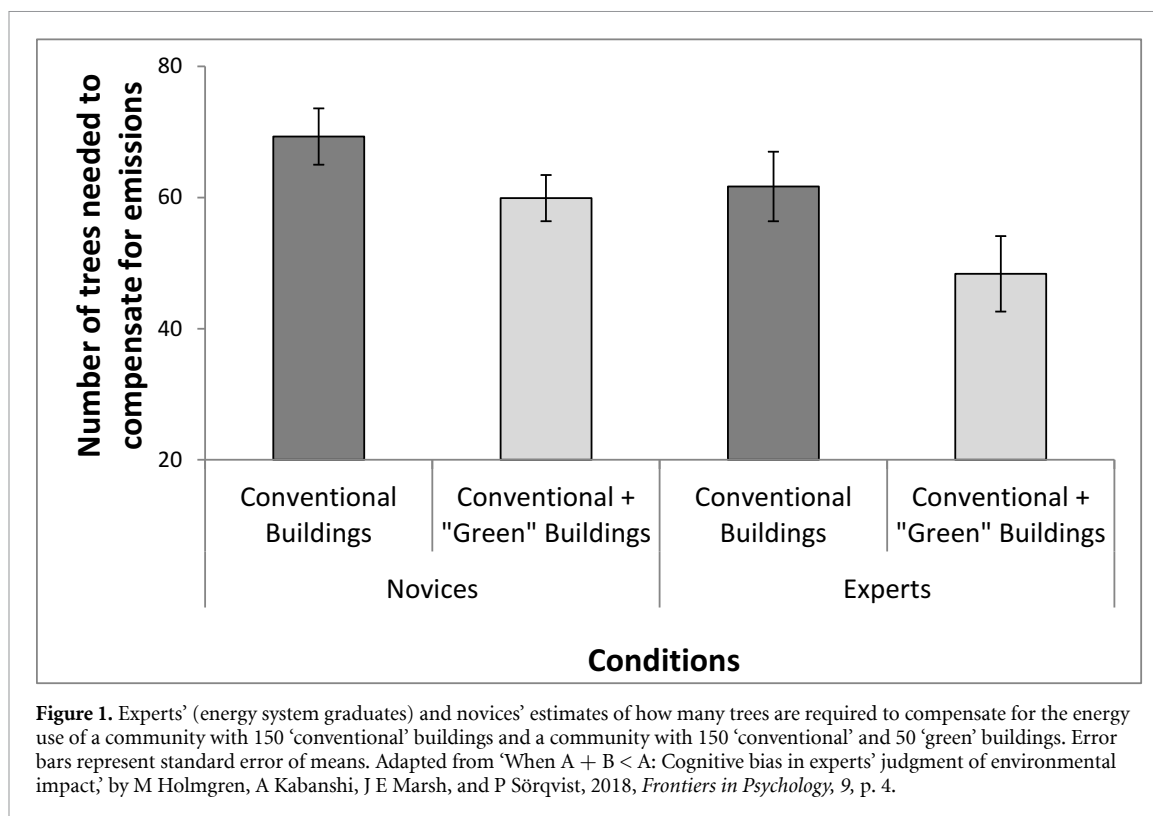 Number of trees needed to
compensate for emissions
80
60
40
20
Conventional
Buildings
Conventional +
"Green" Buildings
Conventional
Buildings
Conventional +
"Green" Buildings
Novices
Experts
Conditions
Figure 1. Experts’ (energy system graduates) and novices’ estimates of how many trees are required to compensate for the energy
use of a community with 150 ‘conventional’ buildings and a community with 150 ‘conventional’ and 50 ‘green’ buildings. Error
bars represent standard error of means. Adapted from ‘When A + B < A: Cognitive bias in experts’ judgment of environmental
impact,’ by M Holmgren, A Kabanshi, J E Marsh, and P Sörqvist, 2018, Frontiers in Psychology, 9, p. 4.